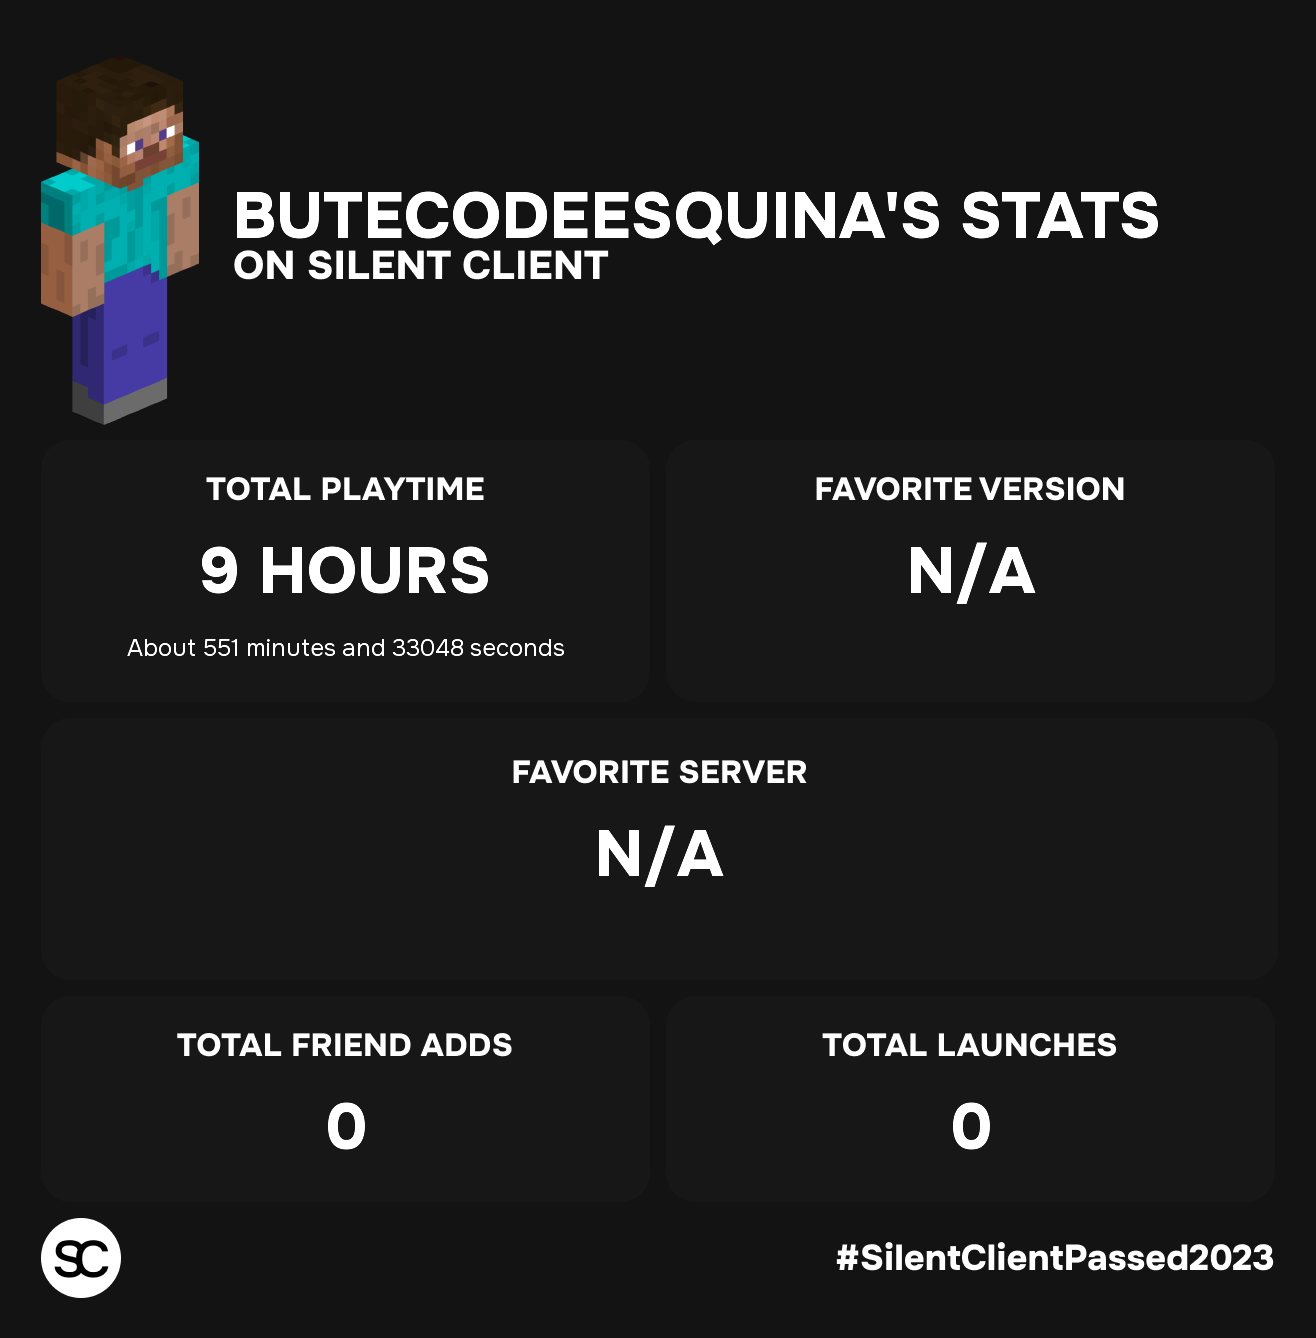 BUTECODEESQUINA'S STATS
ON SILENT CLIENT
TOTAL PLAYTIME
9 HOURS
About 551 minutes and 33048 seconds
FAVORITE VERSION
N/A
FAVORITE SERVER
N/A
TOTAL FRIEND ADDS
0
TOTAL LAUNCHES
0
SC
#SilentClientPassed2023